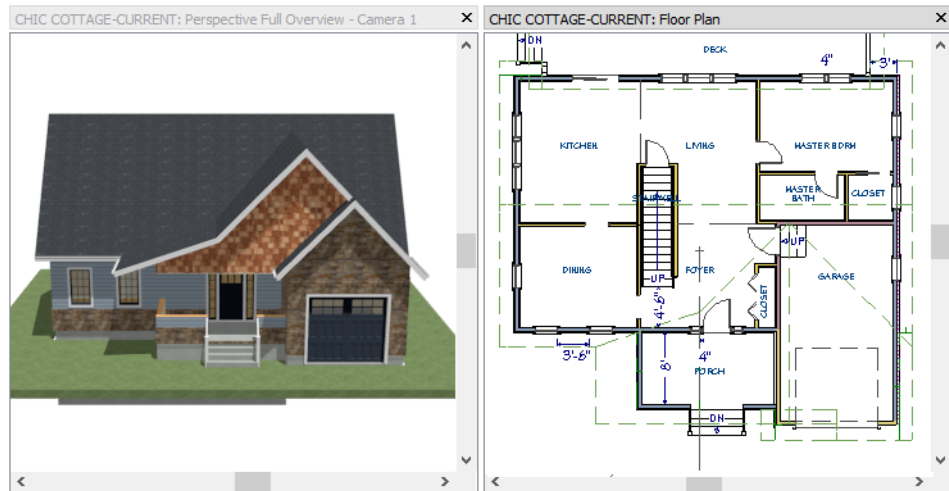 CHIC COTTAGE-CURRENT: Perspective Full Overview - Camera 1
CHIC COTTAGE-CURRENT: Floor Plan
DN
DECK
4"
3'
KITCHEN
LIVING
MASTER BDRM
STAIRWELL
MASTER
BATH
CLOSET
UP
DINING
UP
FOYER
GARAGE
CLOSET
4'-6"
3'-6"
8'
4"
PORCH
DN